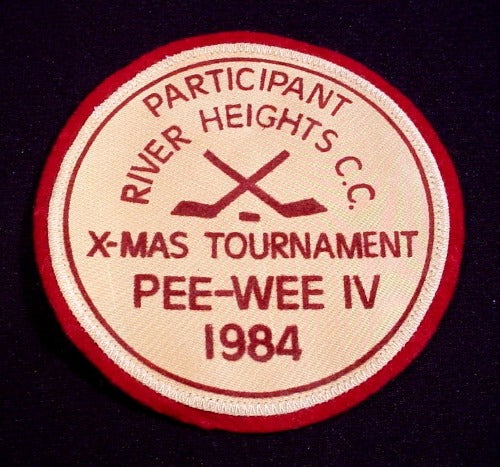 PARTICIPANT
RIVER HEIGHTS C.C.
X-MAS TOURNAMENT
PEE-WEE IV
1984